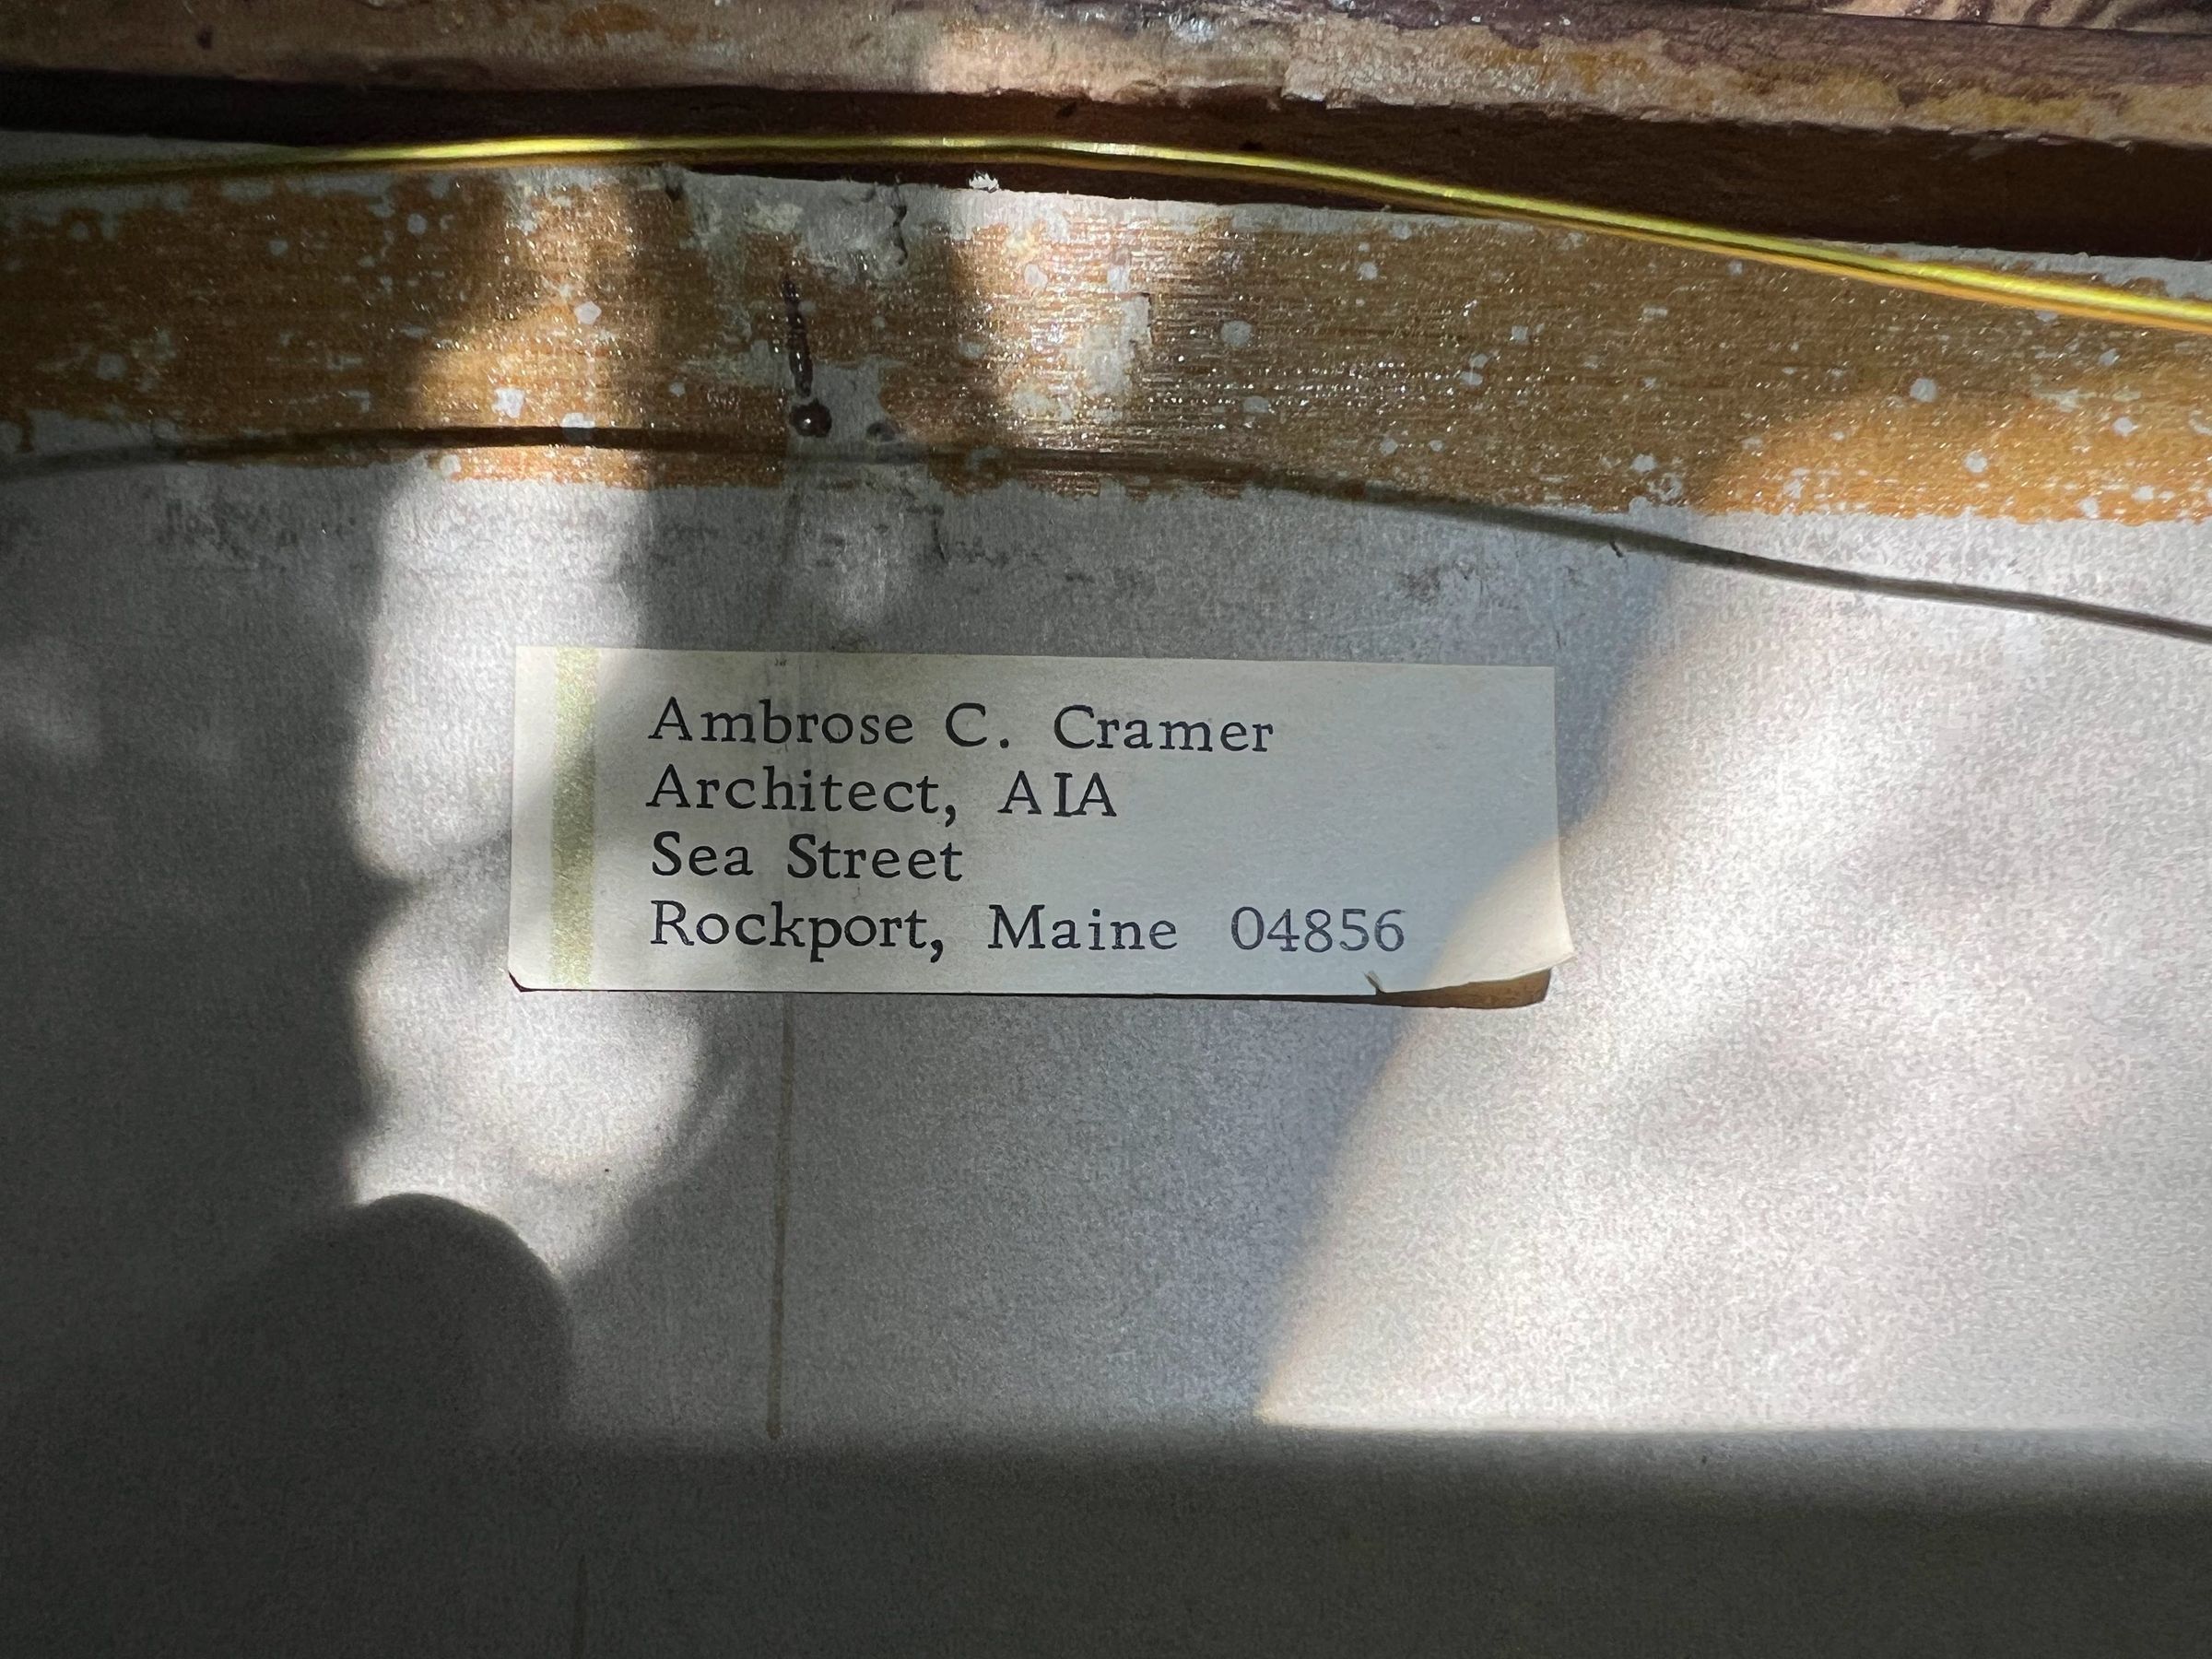 Ambrose C. Cramer
Architect, AIA
Sea Street
Rockport, Maine 04856